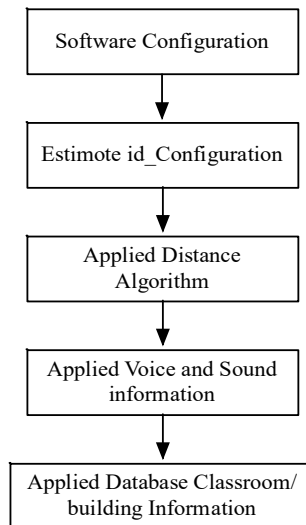 Software Configuration
Estimote id_Configuration
Applied Distance
Algorithm
Applied Voice and Sound
information
Applied Database Classroom/
building Information